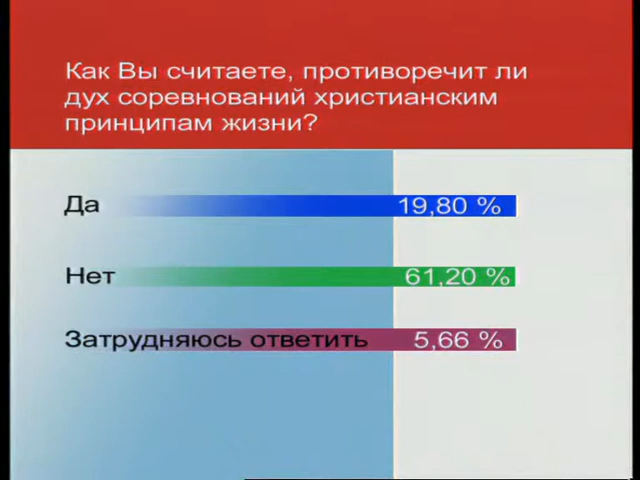 Как Вы считаете, противоречит ли
дух соревнований христианским
принципам жизни?
Да 19,80 %
Нет 61,20 %
Затрудняюсь ответить 5,66 %